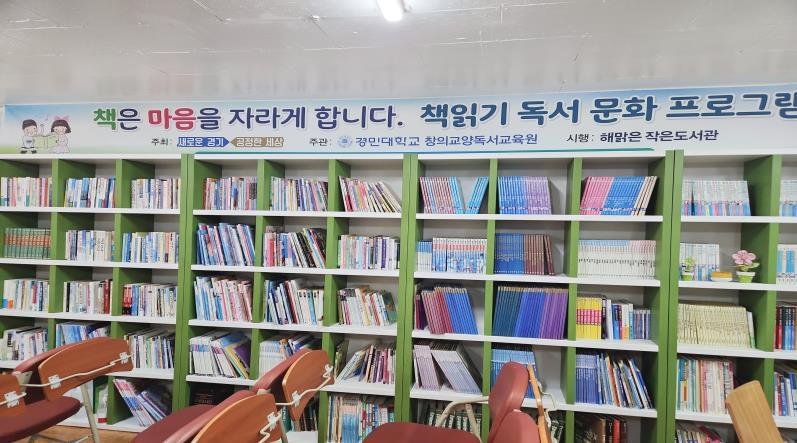 책은 마음을 자라게 합니다. 책읽기 독서 문화 프로그램
주최: 새로운 경기 공정한 세상 주관: 경민대학교 창의교양독서교육원 시행: 해맑은 작은도서관